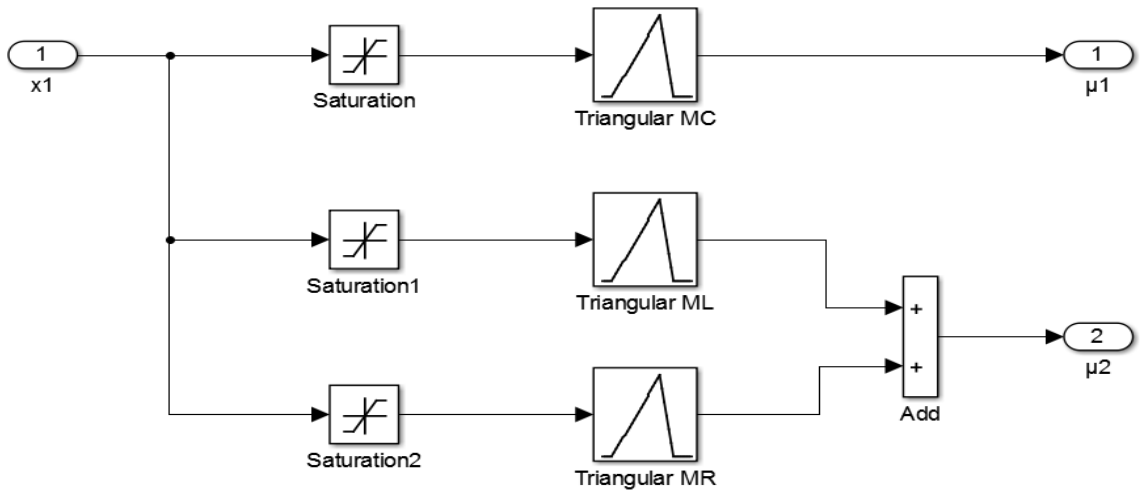 1
x1
Saturation
Triangular MC
1
µ1
Saturation1
Triangular ML
Saturation2
Triangular MR
+
+
Add
2
µ2